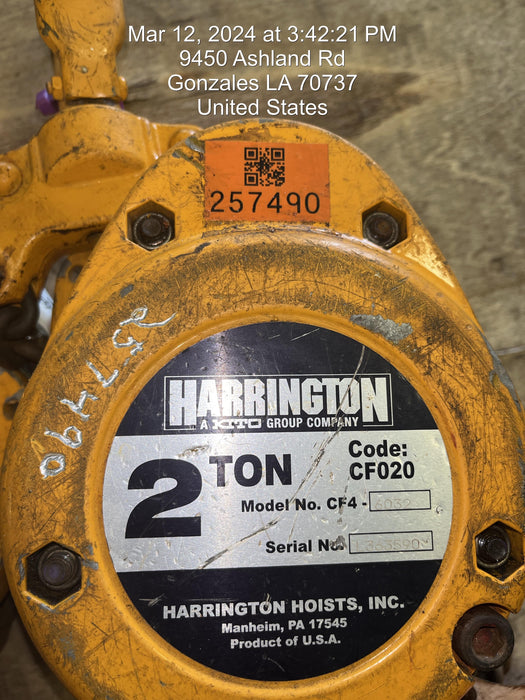 Mar 12, 2024 at 3:42:21 PM
9450 Ashland Rd
Gonzales LA 70737
United States
257490
257490
HARRINGTON
A KITO GROUP COMPANY
2 TON
Code:
CF020
Model No. CF4 -
Serial No.
HARRINGTON HOISTS, INC.
Manheim, PA 17545
Product of U.S.A.